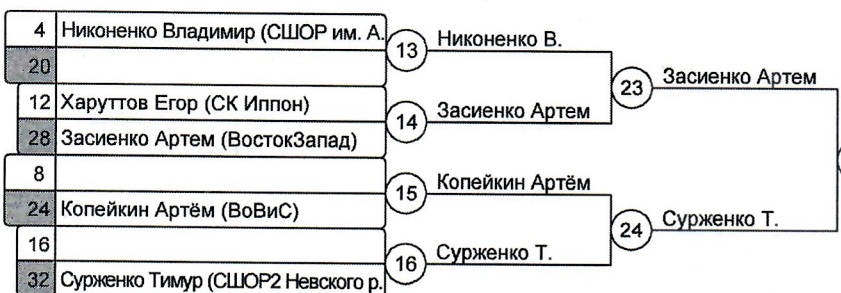 4 Никоненко Владимир (СШОР им. А.
13 Никоненко В.
20
23 Засиенко Артем
12 Харуттов Егор (СК Иппон)
14 Засиенко Артем
28 Засиенко Артем (ВостокЗапад)
8
15 Копейкин Артём
24 Копейкин Артём (ВоВиС)
24 Сурженко Т.
16
16 Сурженко Т.
32 Сурженко Тимур (СШОР2 Невского р.